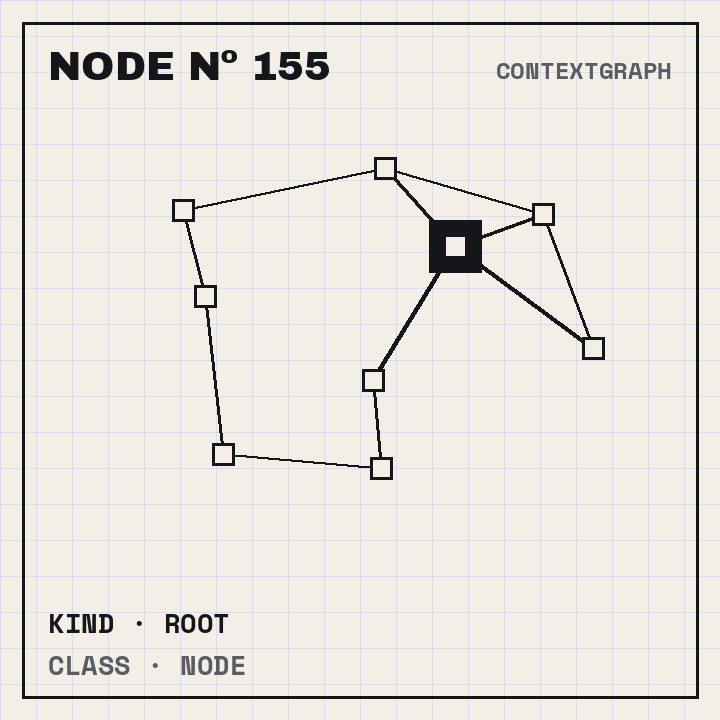 NODE Nº 155
CONTEXTGRAPH
KIND · ROOT
CLASS · NODE